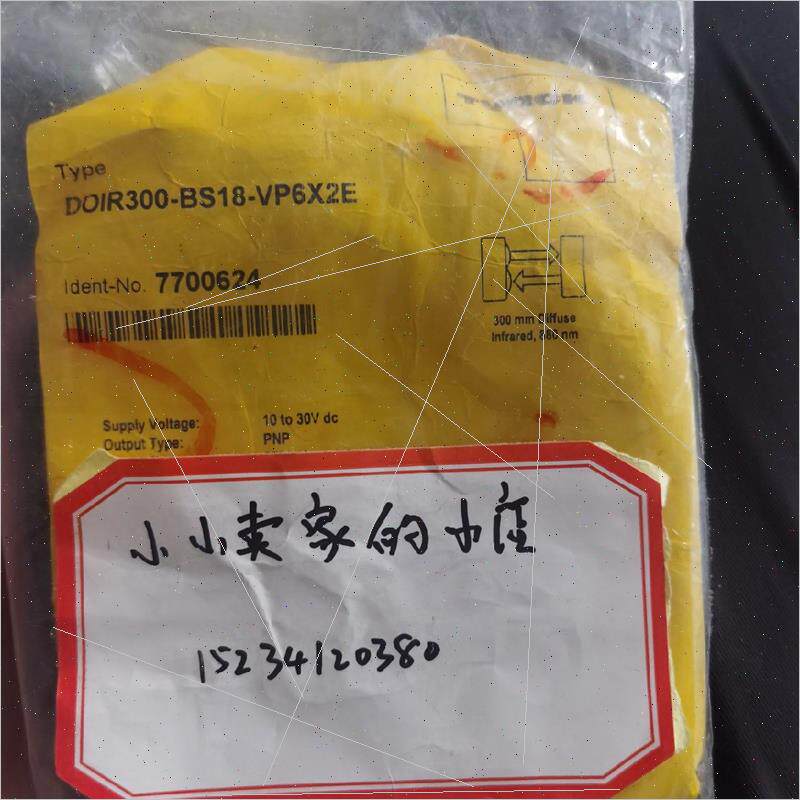 Type
DOIR300-BS18-VP6X2E
Ident-No. 7700624
300 mm Diffuse
Infrared, 880 nm
Supply Voltage: 10 to 30V dc
Output Type: PNP
小小卖家的小店
15234120380